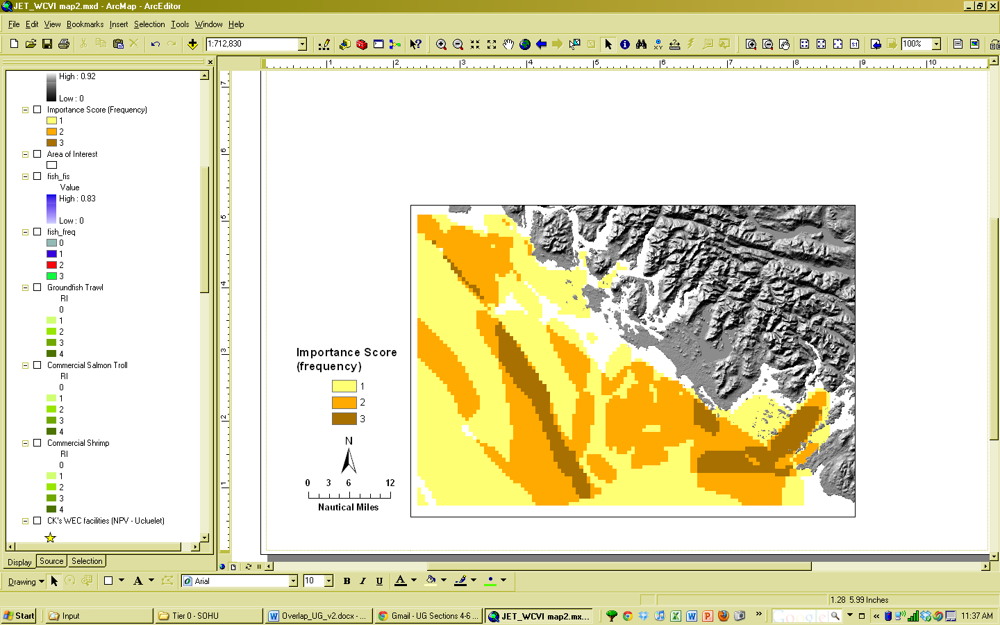 JET_WCVI map2.mxd - ArcMap - ArcEditor
File Edit View Bookmarks Insert Selection Tools Window Help
1:712,830
100%
High : 0.92
Low : 0
Importance Score (Frequency)
1
2
3
Area of Interest
fish_fis
Value
High : 0.83
Low : 0
fish_freq
0
1
2
3
Groundfish Trawl
RI
0
1
2
3
4
Commercial Salmon Troll
RI
0
1
2
3
4
Commercial Shrimp
RI
0
1
2
3
4
CK's WEC facilities (NPV - Ucluelet)
Display Source Selection
1 2 3 4 5 6 7 8 9 10
7
6
5
4
3
2
1
Importance Score
(frequency)
1
2
3
N
0 3 6 12
Nautical Miles
Drawing
A
Arial
10
B I U
A
1.28 5.99 Inches
Start
Input
Tier 0 - SOHU
Overlap_UG_v2.docx - ...
Gmail - UG Sections 4-6 ...
JET_WCVI map2.mx...
Google
11:37 AM